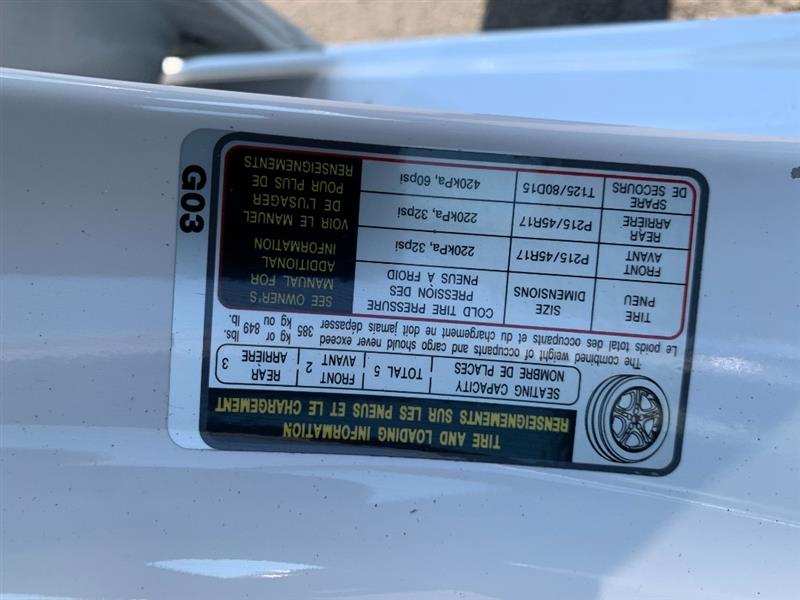 TIRE AND LOADING INFORMATION
RENSEIGNEMENTS SUR LES PNEUS ET LE CHARGEMENT
SEATING CAPACITY
NOMBRE DE PLACES
TOTAL 5
FRONT
AVANT
2
REAR
ARRIÈRE
3
The combined weight of occupants and cargo should never exceed 385 kg or 849 lbs.
Le poids total des occupants et du chargement ne doit jamais dépasser 385 kg ou 849 lb.
TIRE
PNEU
SIZE
DIMENSIONS
COLD TIRE PRESSURE
PRESSION DES
PNEUS À FROID
FRONT
AVANT
P215/45R17
220kPa, 32psi
REAR
ARRIÈRE
P215/45R17
220kPa, 32psi
SPARE
DE SECOURS
T125/80D15
420kPa, 60psi
SEE OWNER'S
MANUAL FOR
ADDITIONAL
INFORMATION
VOIR LE MANUEL
DE L'USAGER
POUR PLUS DE
RENSEIGNEMENTS
G03